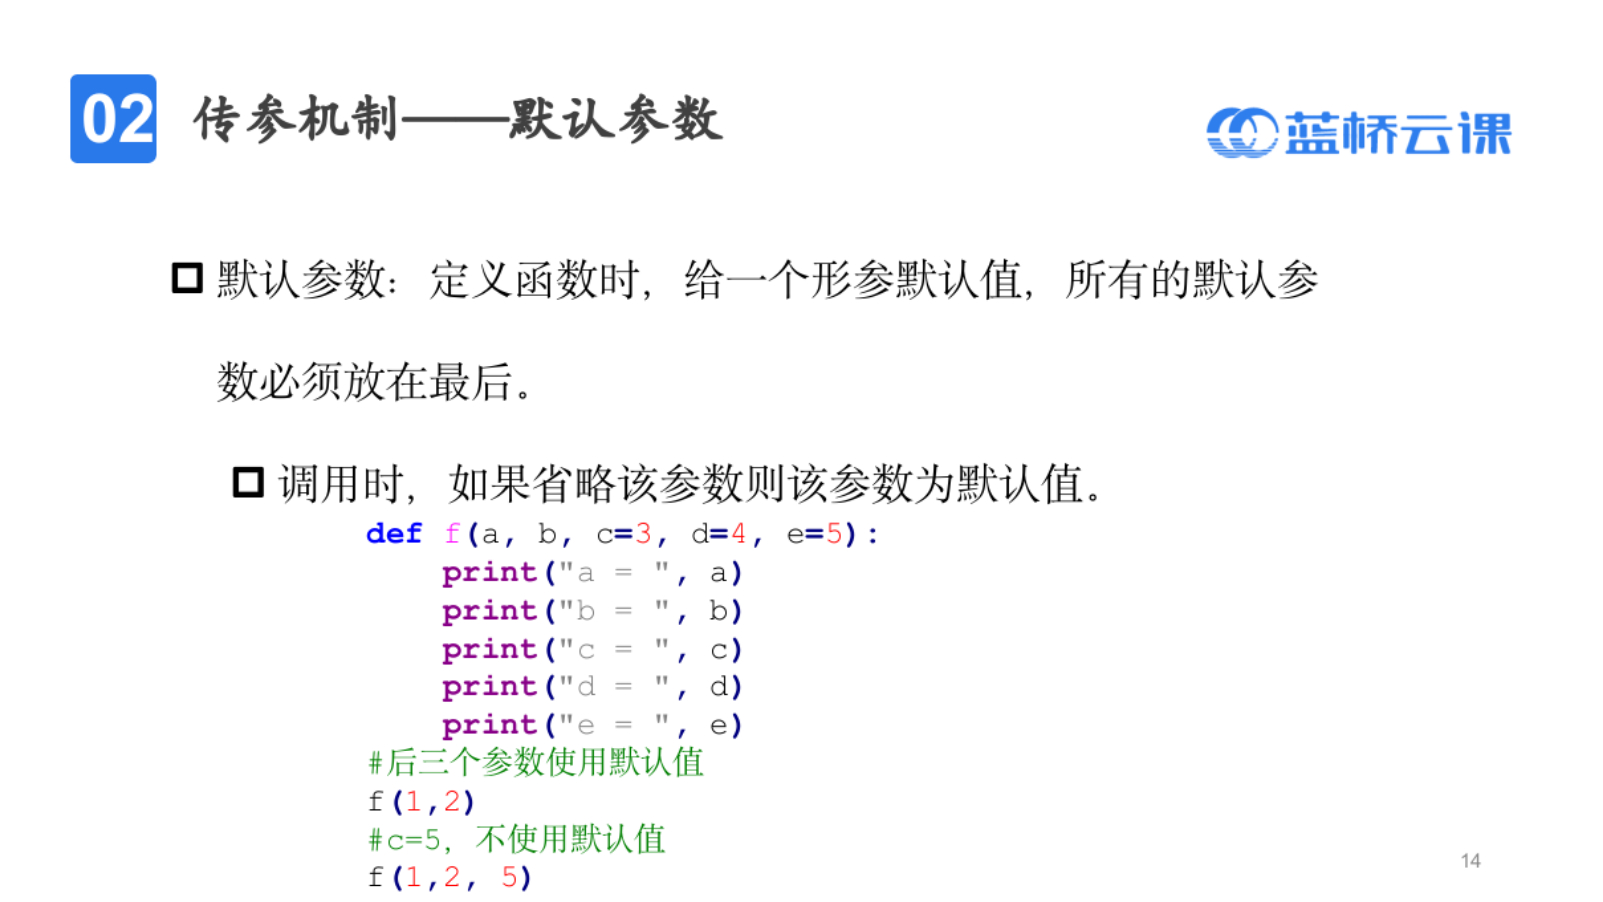 02 传参机制——默认参数
蓝桥云课
默认参数：定义函数时，给一个形参默认值，所有的默认参
数必须放在最后。
调用时，如果省略该参数则该参数为默认值。
def f(a, b, c=3, d=4, e=5):
    print("a = ", a)
    print("b = ", b)
    print("c = ", c)
    print("d = ", d)
    print("e = ", e)
#后三个参数使用默认值
f(1,2)
#c=5，不使用默认值
f(1,2, 5)
14